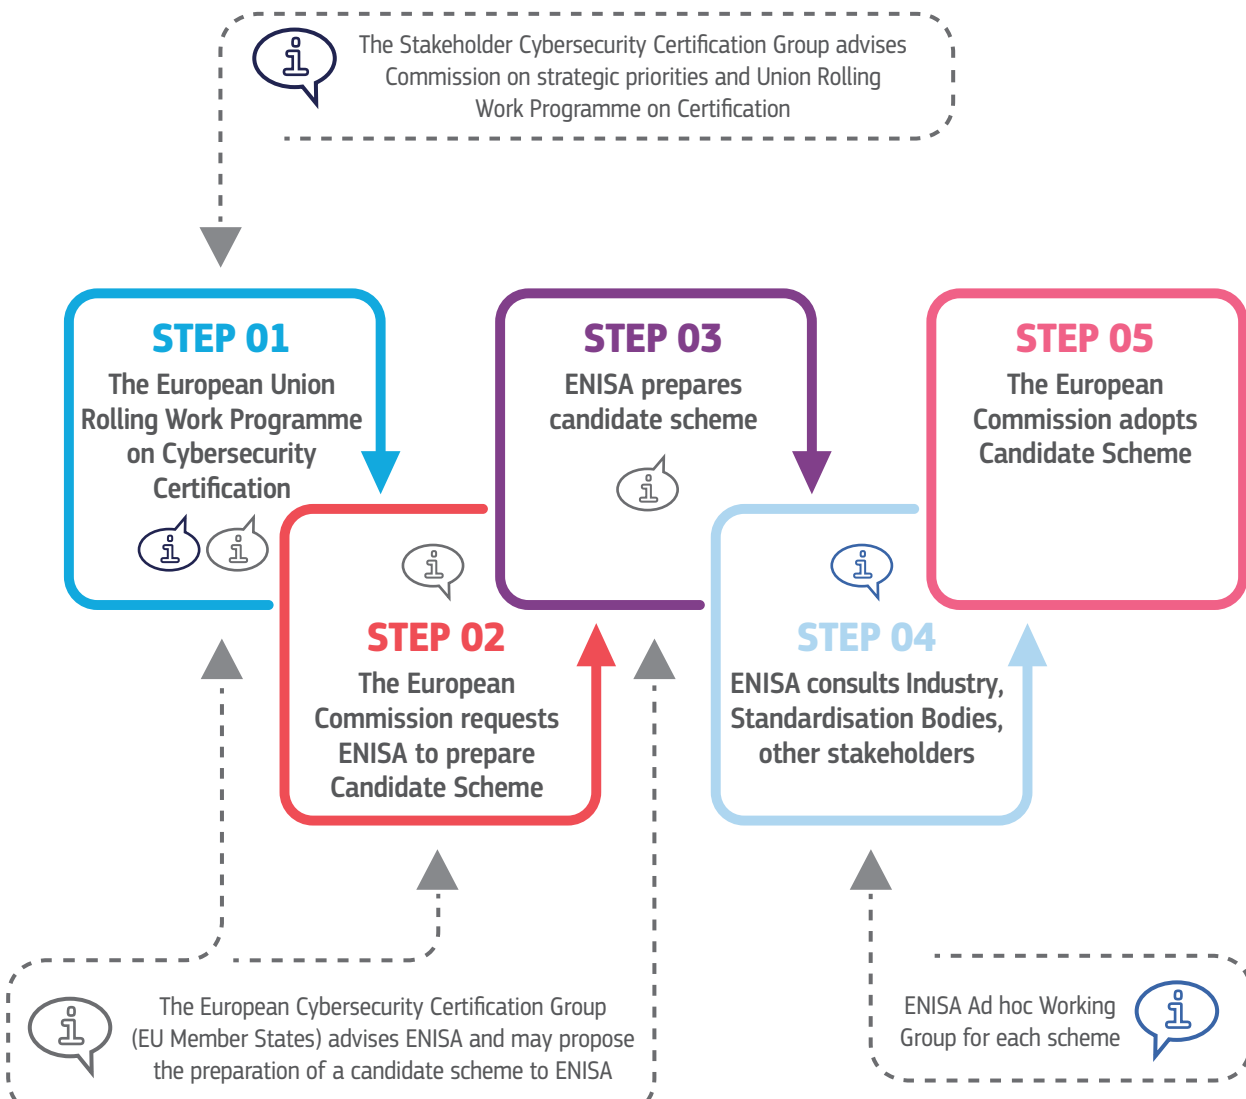 The Stakeholder Cybersecurity Certification Group advises
Commission on strategic priorities and Union Rolling
Work Programme on Certification
STEP 01
The European Union
Rolling Work Programme
on Cybersecurity
Certification
STEP 02
The European
Commission requests
ENISA to prepare
Candidate Scheme
STEP 03
ENISA prepares
candidate scheme
STEP 04
ENISA consults Industry,
Standardisation Bodies,
other stakeholders
STEP 05
The European
Commission adopts
Candidate Scheme
The European Cybersecurity Certification Group
(EU Member States) advises ENISA and may propose
the preparation of a candidate scheme to ENISA
ENISA Ad hoc Working
Group for each scheme